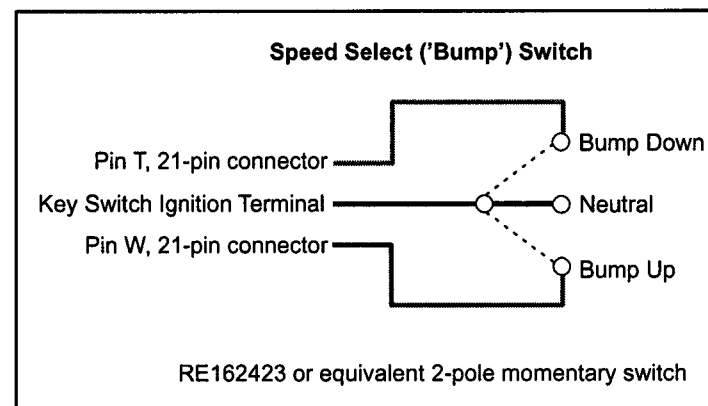 Speed Select ('Bump') Switch
Bump Down
Pin T, 21-pin connector
Key Switch Ignition Terminal
Neutral
Pin W, 21-pin connector
Bump Up
RE162423 or equivalent 2-pole momentary switch